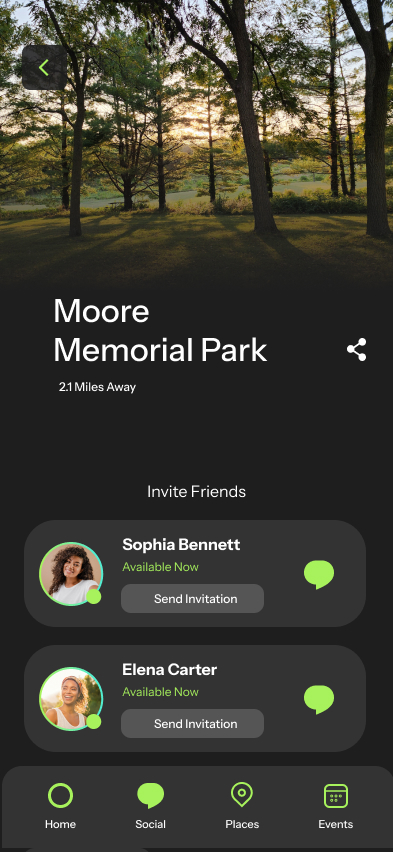 Moore
Memorial Park
2.1 Miles Away
Invite Friends
Sophia Bennett
Available Now
Send Invitation
Elena Carter
Available Now
Send Invitation
Home
Social
Places
Events